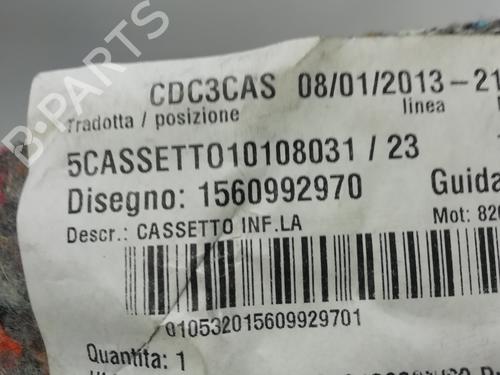 CDC3CAS 08/01/2013-21
Tradotta / posizione linea
5CASSETTO10108031 / 23
Disegno: 1560992970 Guida
Descr.: CASSETTO INF.LA Mot: 820
010532015609929701
Quantita: 1
B-PARTS